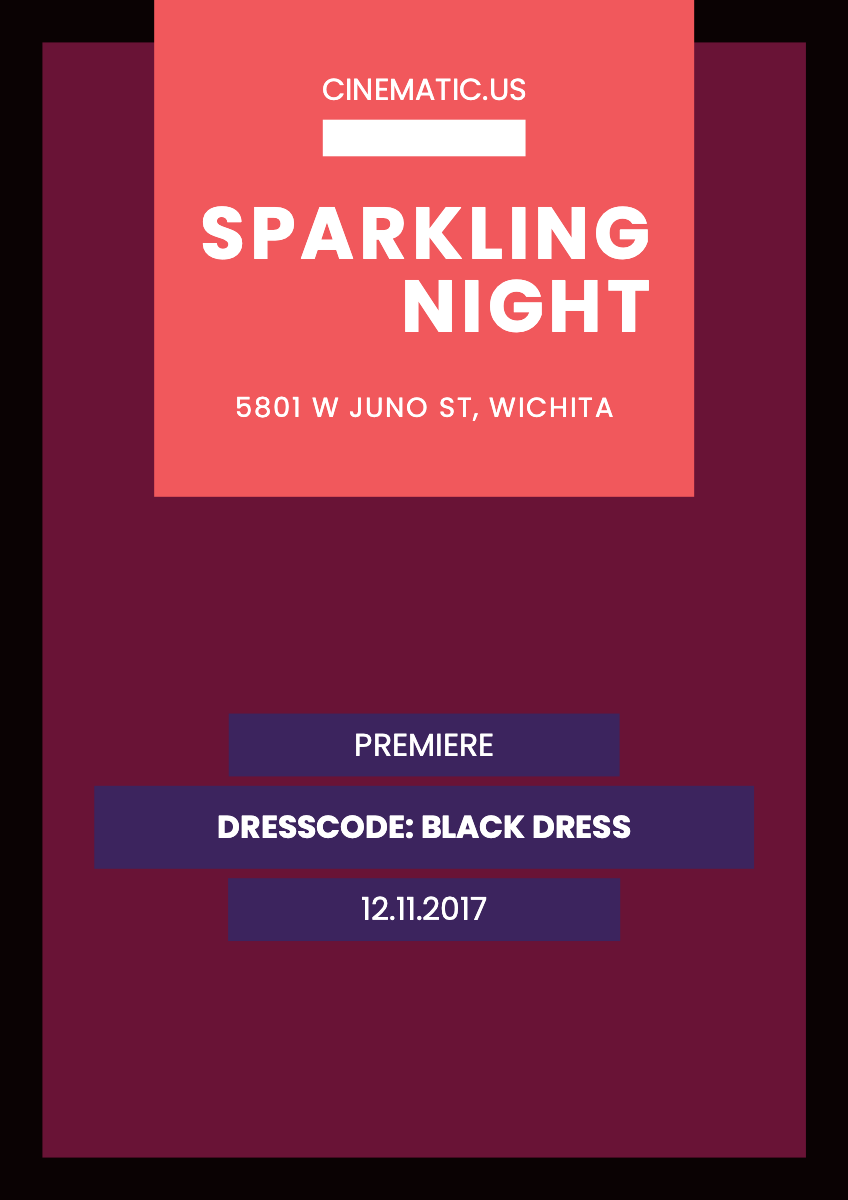 CINEMATIC.US
SPARKLING
NIGHT
5801 W JUNO ST, WICHITA
PREMIERE
DRESSCODE: BLACK DRESS
12.11.2017